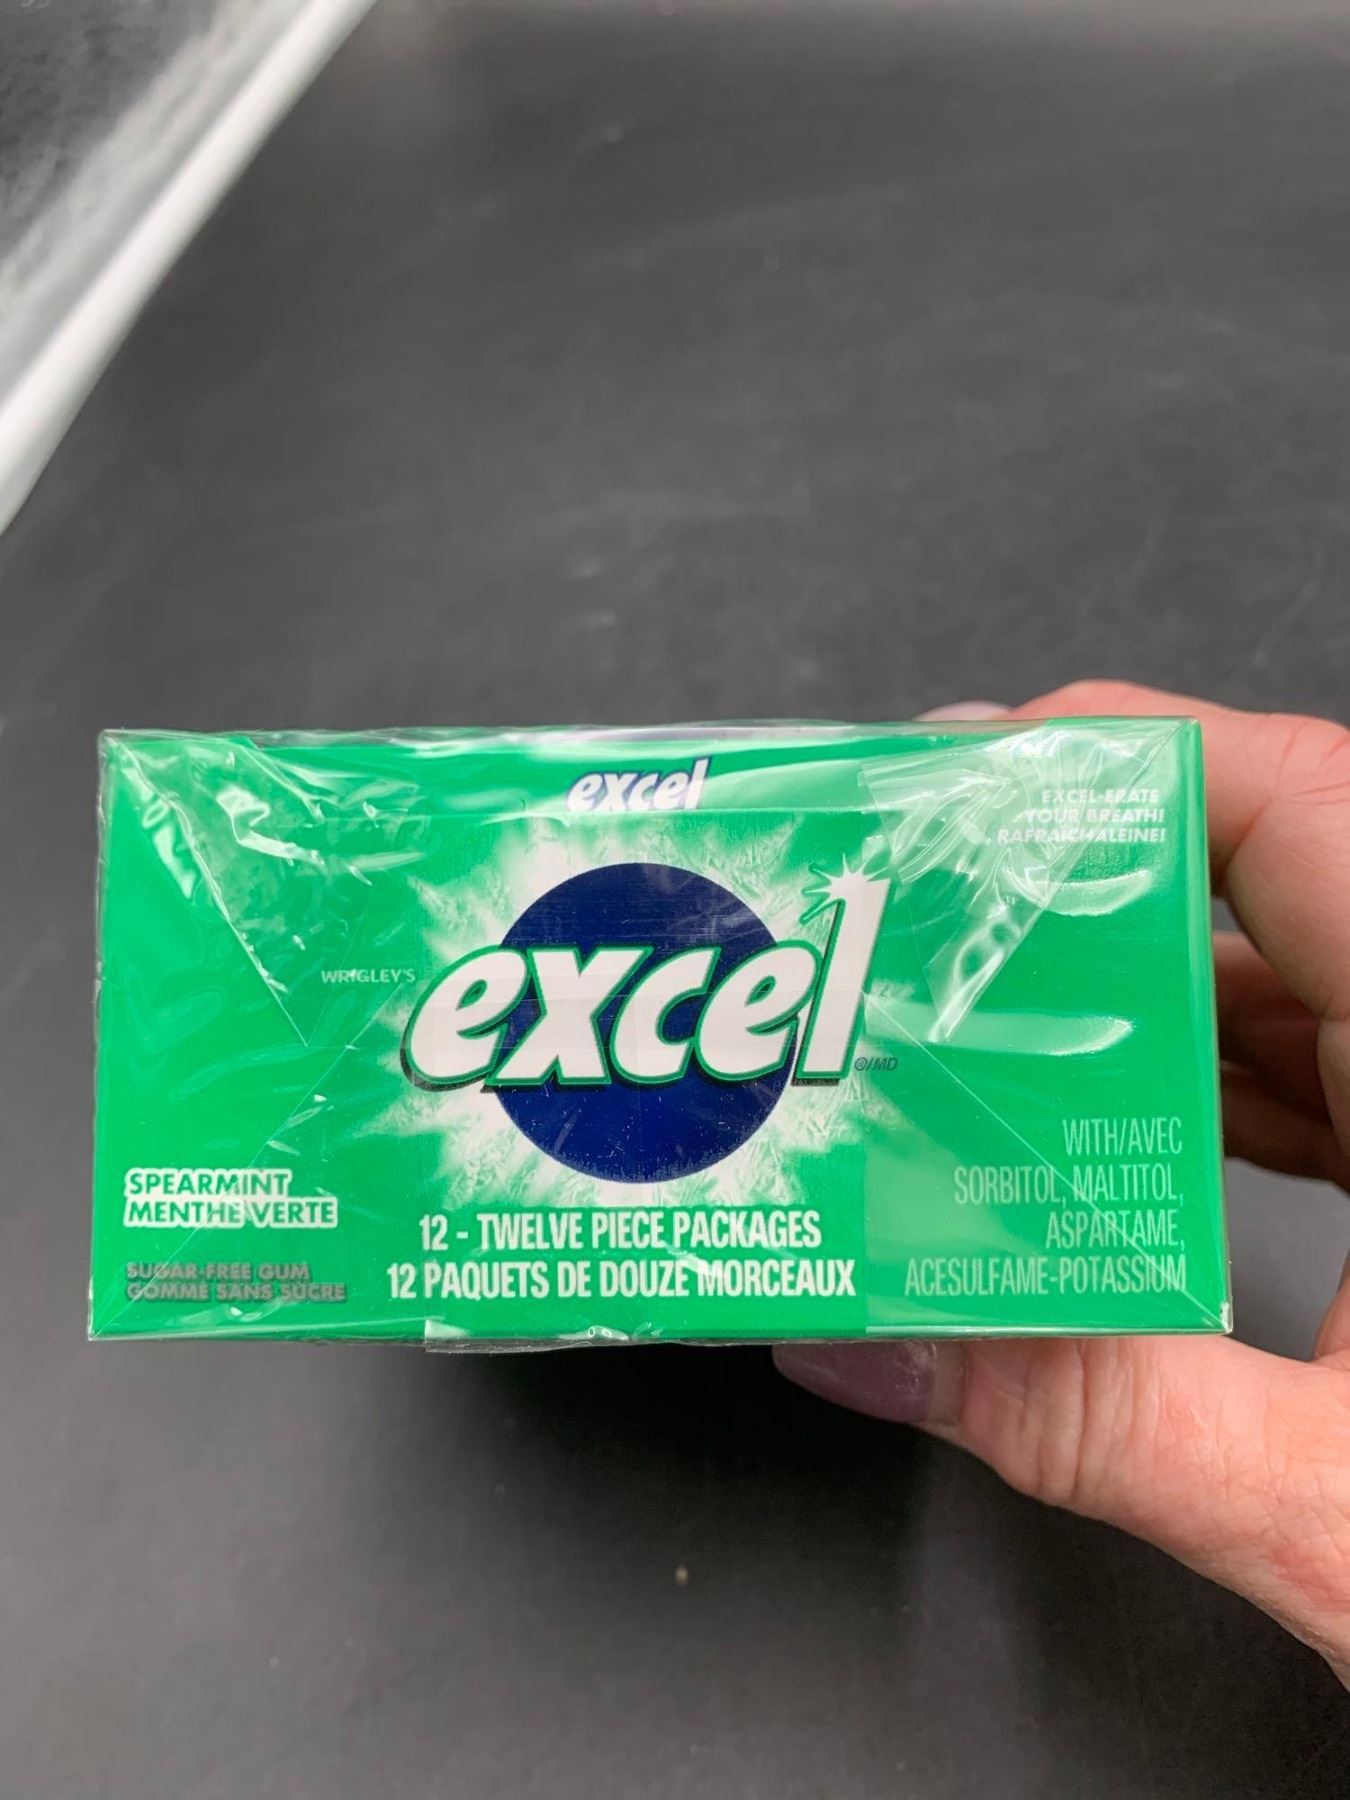 excel
EXCEL-ERATE
YOUR BREATH!
RAFRAÎCHALEINE!
WRIGLEY'S
excel
®/MD
SPEARMINT
MENTHE VERTE
SUGAR-FREE GUM
GOMME SANS SUCRE
12 - TWELVE PIECE PACKAGES
12 PAQUETS DE DOUZE MORCEAUX
WITH/AVEC
SORBITOL, MALTITOL,
ASPARTAME,
ACESULFAME-POTASSIUM